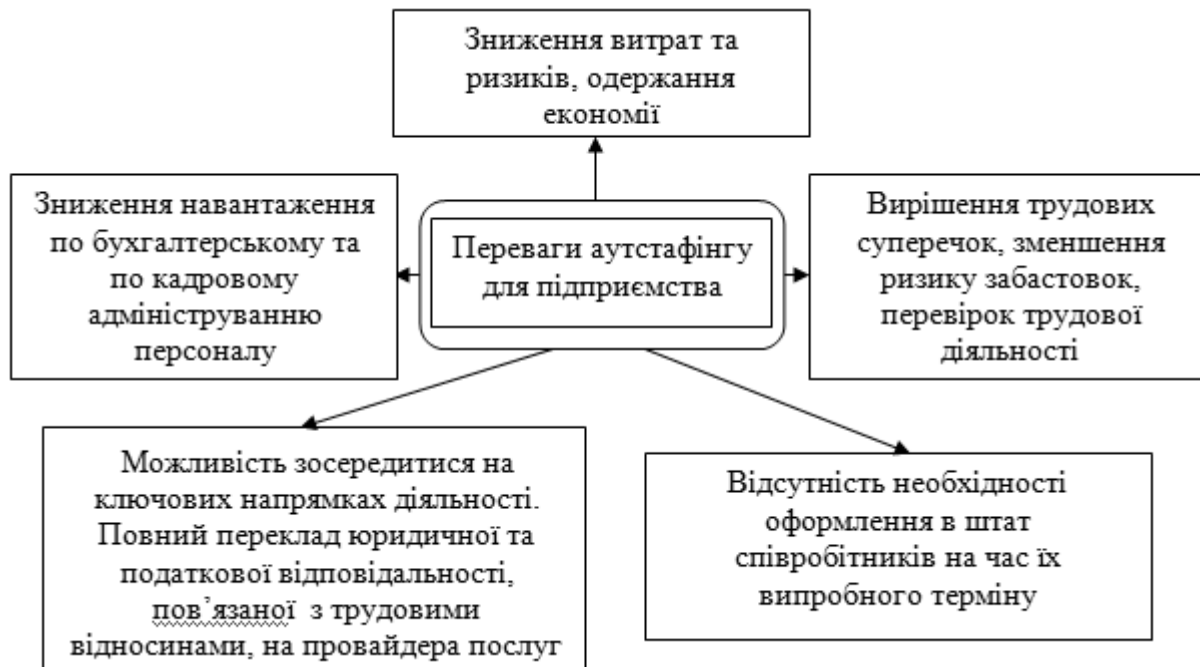 Зниження витрат та
ризиків, одержання
економії
Зниження навантаження
по бухгалтерському та
по кадровому
адмініструванню
персоналу
Переваги аутстафінгу
для підприємства
Вирішення трудових
суперечок, зменшення
ризику забастовок,
перевірок трудової
діяльності
Можливість зосередитися на
ключових напрямках діяльності.
Повний переклад юридичної та
податкової відповідальності,
пов’язаної з трудовими
відносинами, на провайдера послуг
Відсутність необхідності
оформлення в штат
співробітників на час їх
випробного терміну